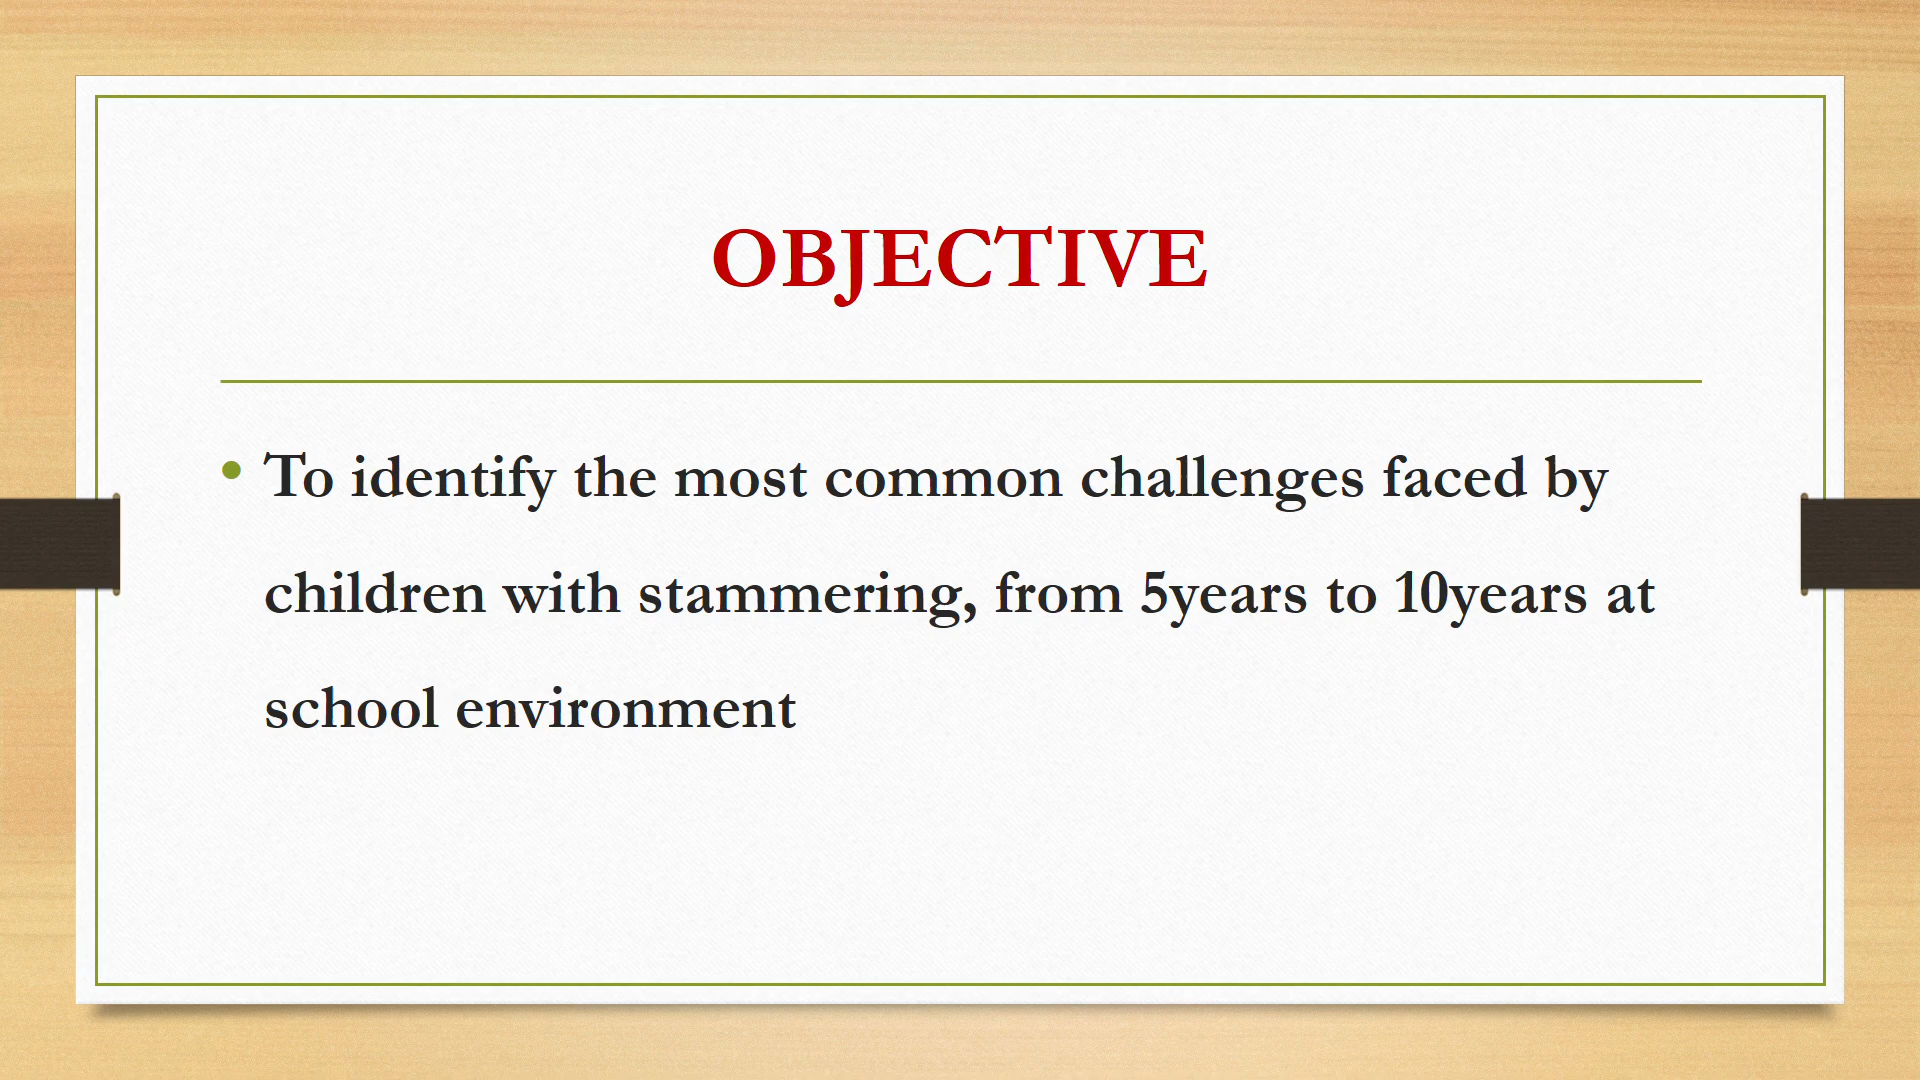 OBJECTIVE
• To identify the most common challenges faced by
children with stammering, from 5years to 10years at
school environment